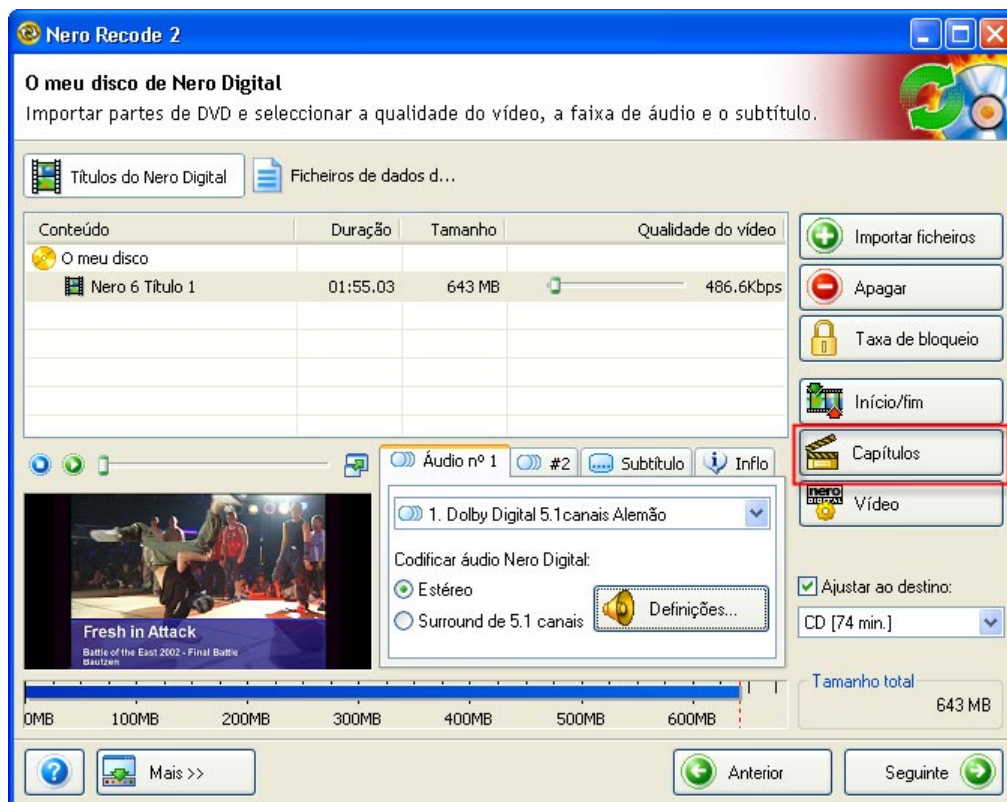 Nero Recode 2
O meu disco de Nero Digital
Importar partes de DVD e seleccionar a qualidade do vídeo, a faixa de áudio e o subtítulo.
Títulos do Nero Digital
Ficheiros de dados d...
Conteúdo Duração Tamanho Qualidade do vídeo
O meu disco
Nero 6 Título 1 01:55.03 643 MB 486.6Kbps
Importar ficheiros
Apagar
Taxa de bloqueio
Início/fim
Capítulos
nero DIGITAL
Vídeo
Áudio nº 1 #2 Subtítulo Inflo
1. Dolby Digital 5.1canais Alemão
Codificar áudio Nero Digital:
Estéreo
Surround de 5.1 canais
Definições...
Fresh in Attack
Battle of the East 2002 - Final Battle
Bautzen
Ajustar ao destino:
CD [74 min.]
Tamanho total
643 MB
0MB 100MB 200MB 300MB 400MB 500MB 600MB
? Mais >> Anterior Seguinte